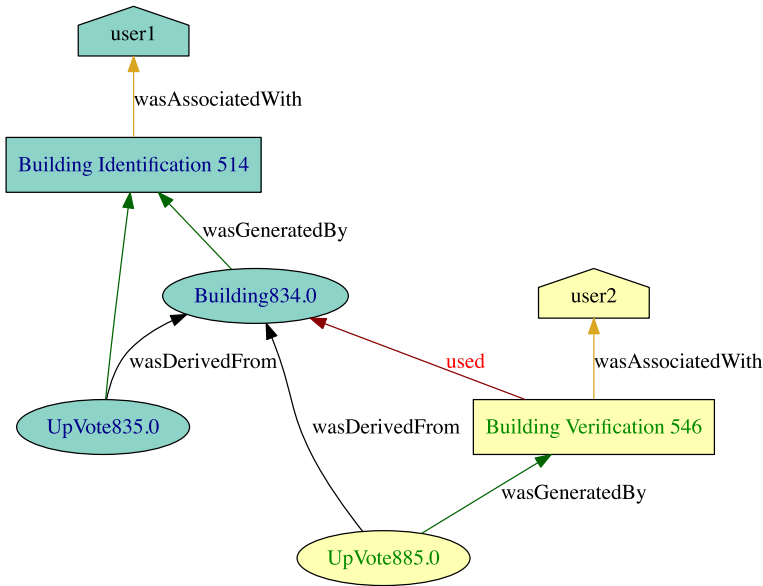 user1
wasAssociatedWith
Building Identification 514
wasGeneratedBy
Building834.0
user2
wasDerivedFrom
used
wasAssociatedWith
UpVote835.0
wasDerivedFrom
Building Verification 546
wasGeneratedBy
UpVote885.0